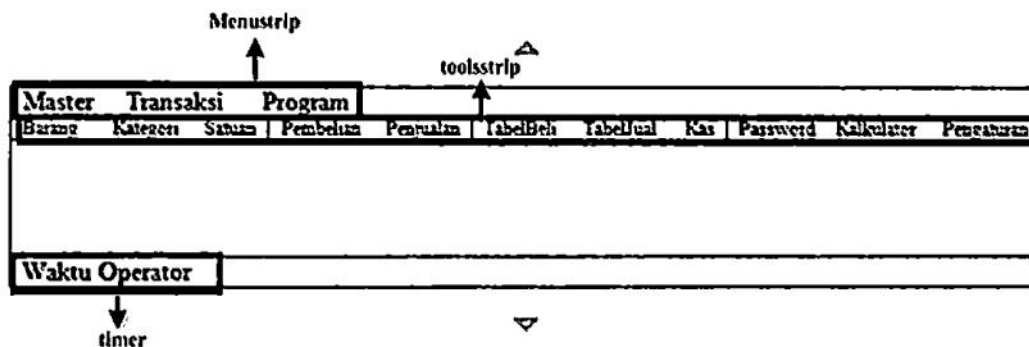 Menustrip
toolsstrip
Master Transaksi Program
Barang Kategori Satuan Pembelian Penjualan TabelBeli TabelJual Kas Password Kalkulator Pengaturan
Waktu Operator
timer